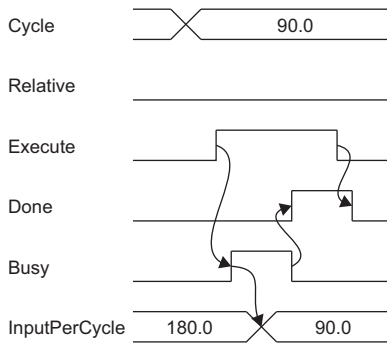 Cycle 90.0
Relative
Execute
Done
Busy
InputPerCycle 180.0 90.0